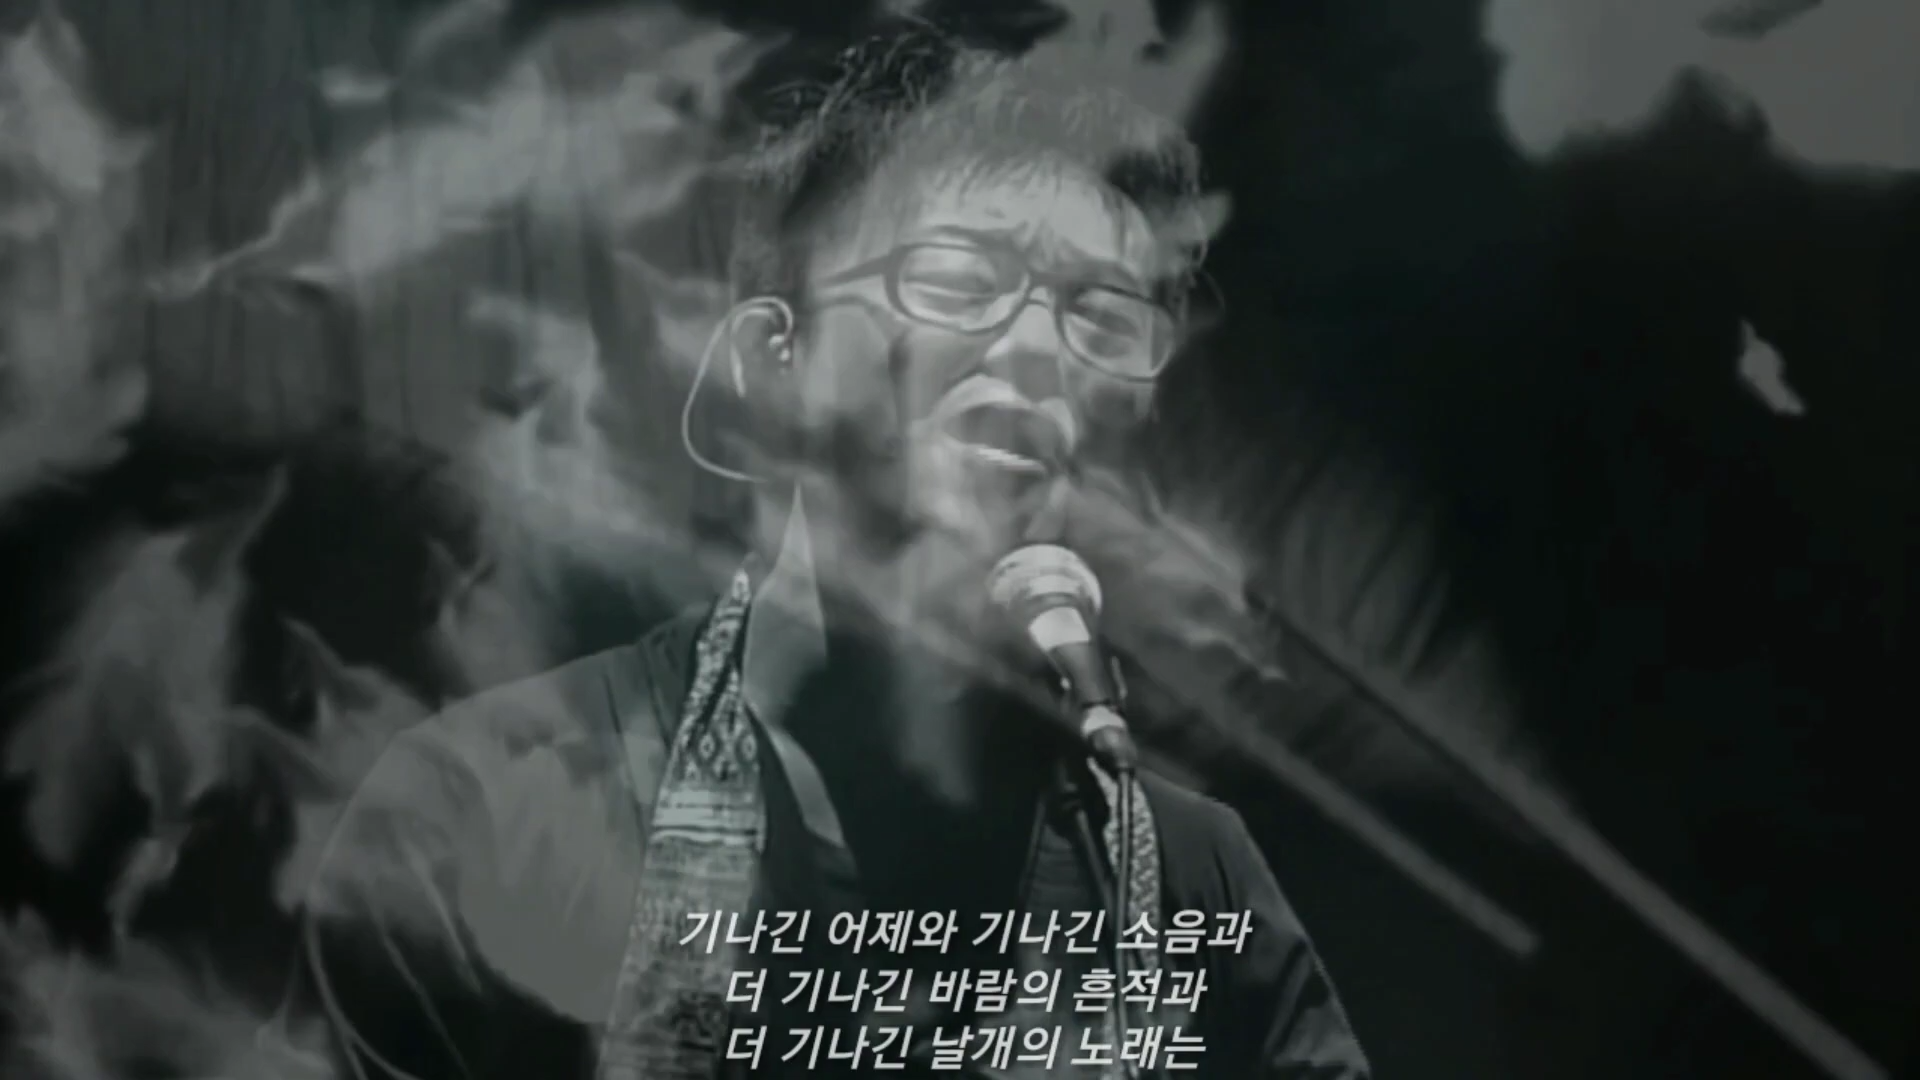 기나긴 어제와 기나긴 소음과
더 기나긴 바람의 흔적과
더 기나긴 날개의 노래는